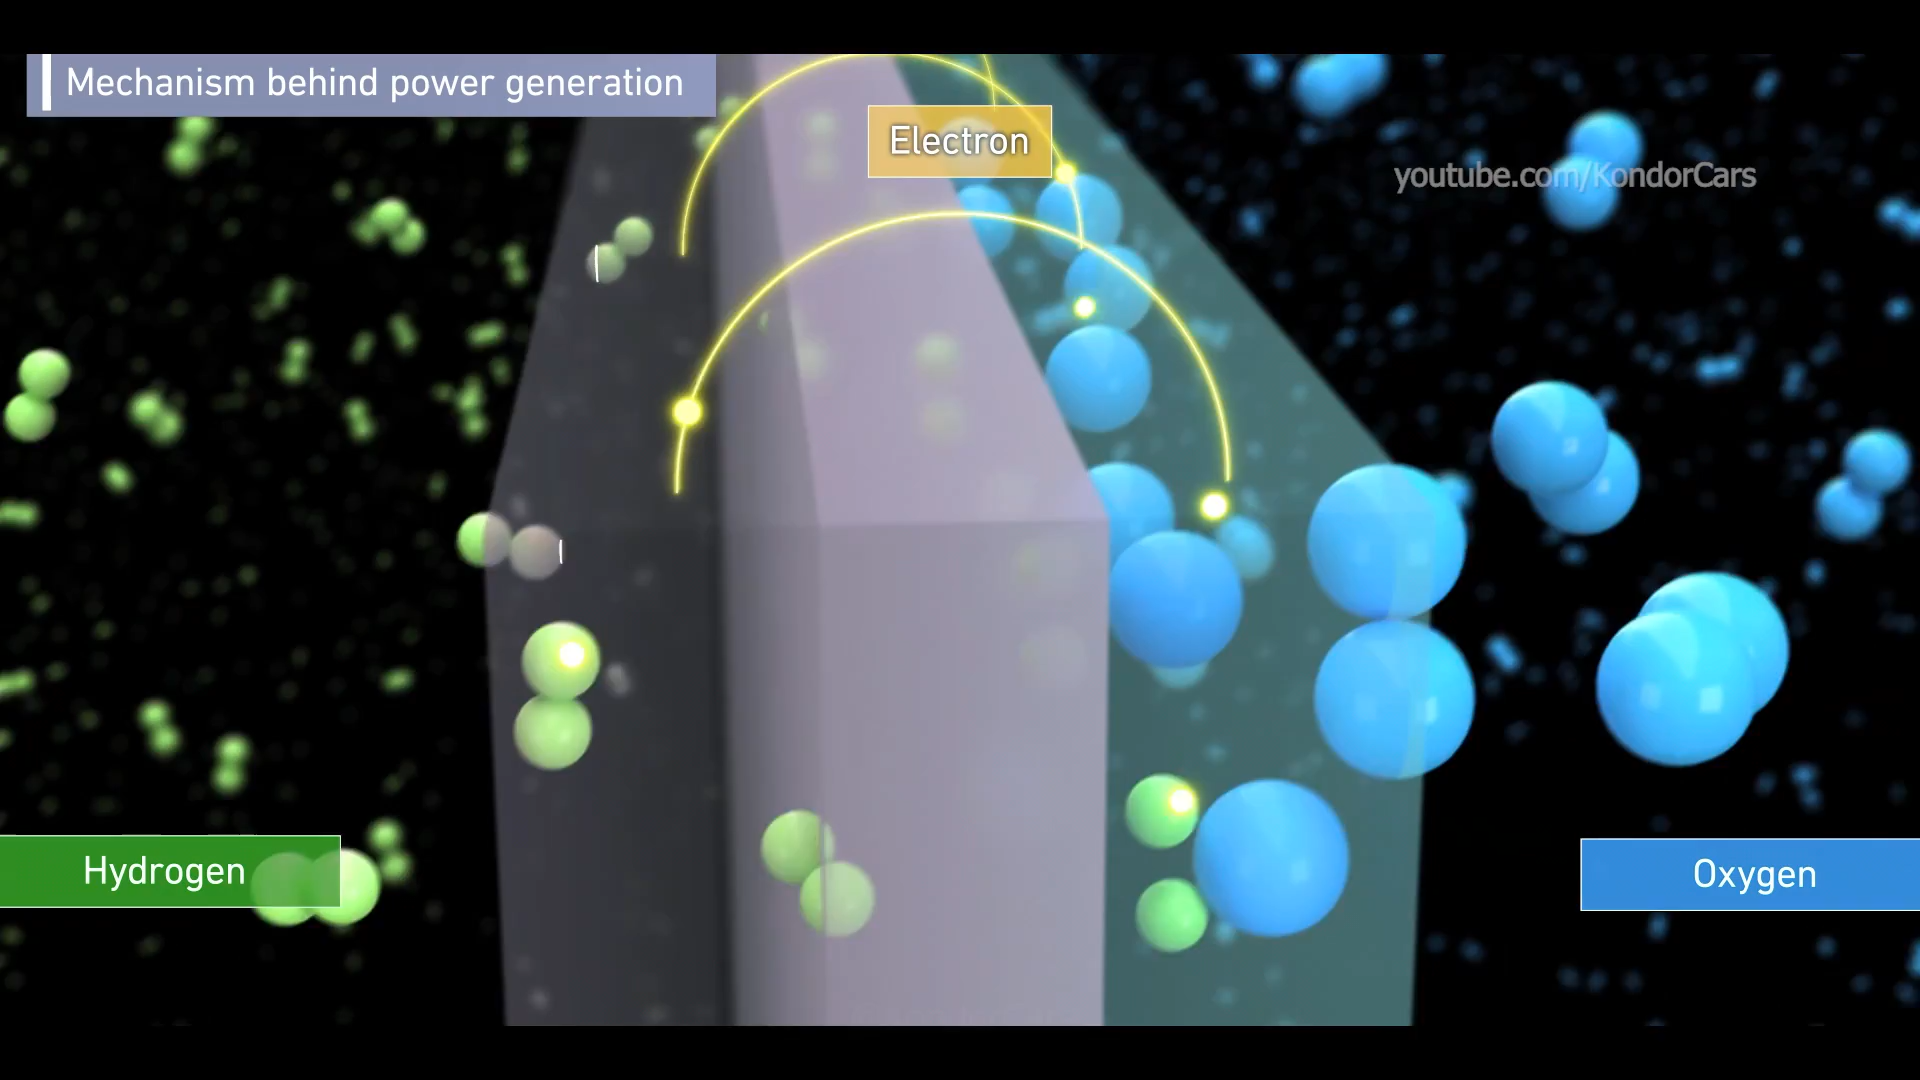 Mechanism behind power generation
Electron
youtube.com/KondorCars
Hydrogen
Oxygen